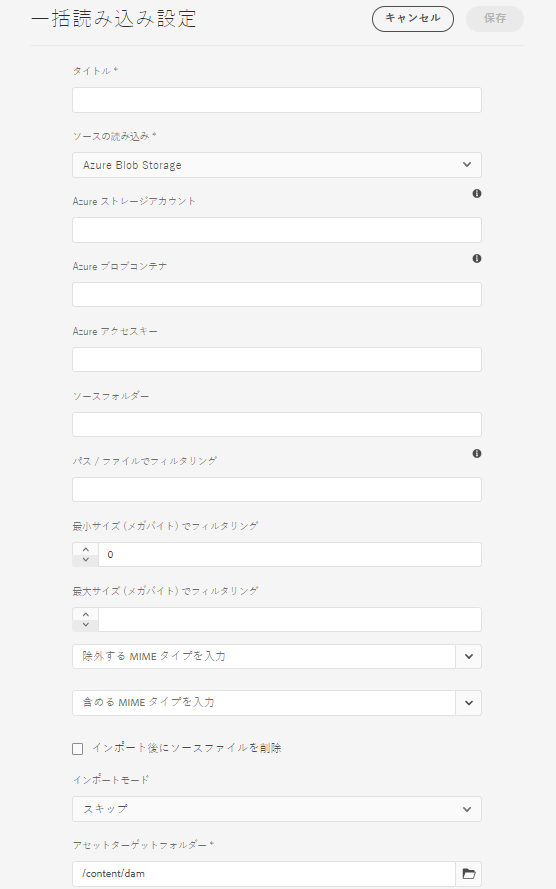 一括読み込み設定
キャンセル
保存
タイトル *
ソースの読み込み *
Azure Blob Storage
Azure ストレージアカウント
Azure ブロブコンテナ
Azure アクセスキー
ソースフォルダー
パス / ファイルでフィルタリング
最小サイズ (メガバイト) でフィルタリング
0
最大サイズ (メガバイト) でフィルタリング
除外する MIME タイプを入力
含める MIME タイプを入力
インポート後にソースファイルを削除
インポートモード
スキップ
アセットターゲットフォルダー *
/content/dam